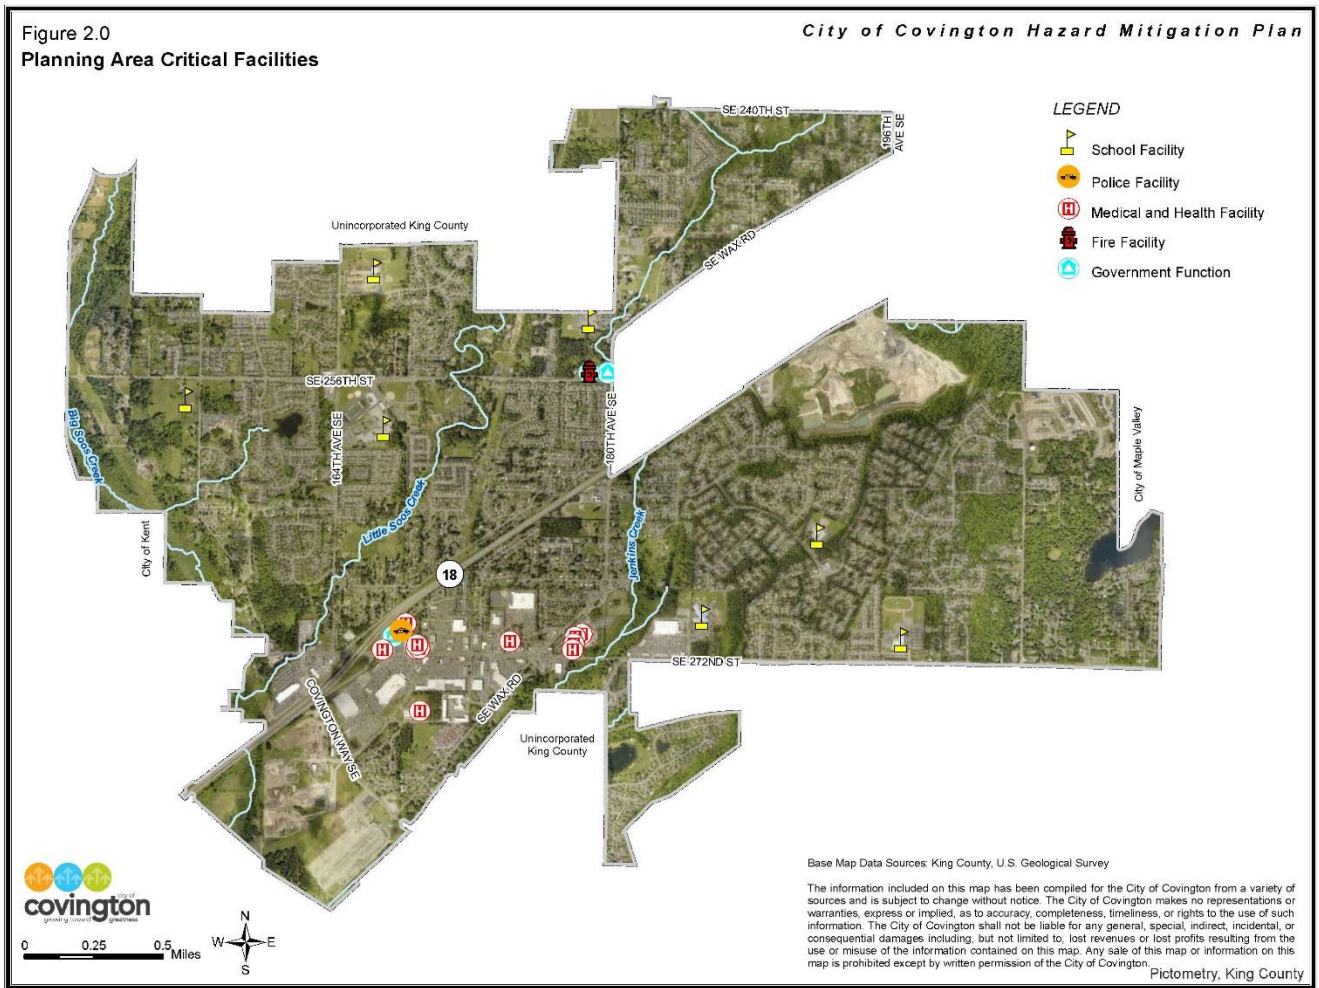 Figure 2.0
City of Covington Hazard Mitigation Plan
Planning Area Critical Facilities
LEGEND
School Facility
Police Facility
Medical and Health Facility
Fire Facility
Government Function
SE 240TH ST
196TH
AVE SE
Unincorporated King County
SE WAX RD
SE 256TH ST
180TH AVE SE
164TH AVE SE
Big Soos Creek
City of Maple Valley
Little Soos Creek
City of Kent
Jenkins Creek
18
H
H
H
H
H
H
SE 272ND ST
COVINGTON WAY SE
SE WAX RD
Unincorporated
King County
city of
covington
growing toward greatness
N
W E
S
0 0.25 0.5
Miles
Base Map Data Sources: King County, U.S. Geological Survey
The information included on this map has been compiled for the City of Covington from a variety of
sources and is subject to change without notice. The City of Covington makes no representations or
warranties, express or implied, as to accuracy, completeness, timeliness, or rights to the use of such
information. The City of Covington shall not be liable for any general, special, indirect, incidental, or
consequential damages including, but not limited to, lost revenues or lost profits resulting from the
use or misuse of the information contained on this map. Any sale of this map or information on this
map is prohibited except by written permission of the City of Covington.
Pictometry, King County